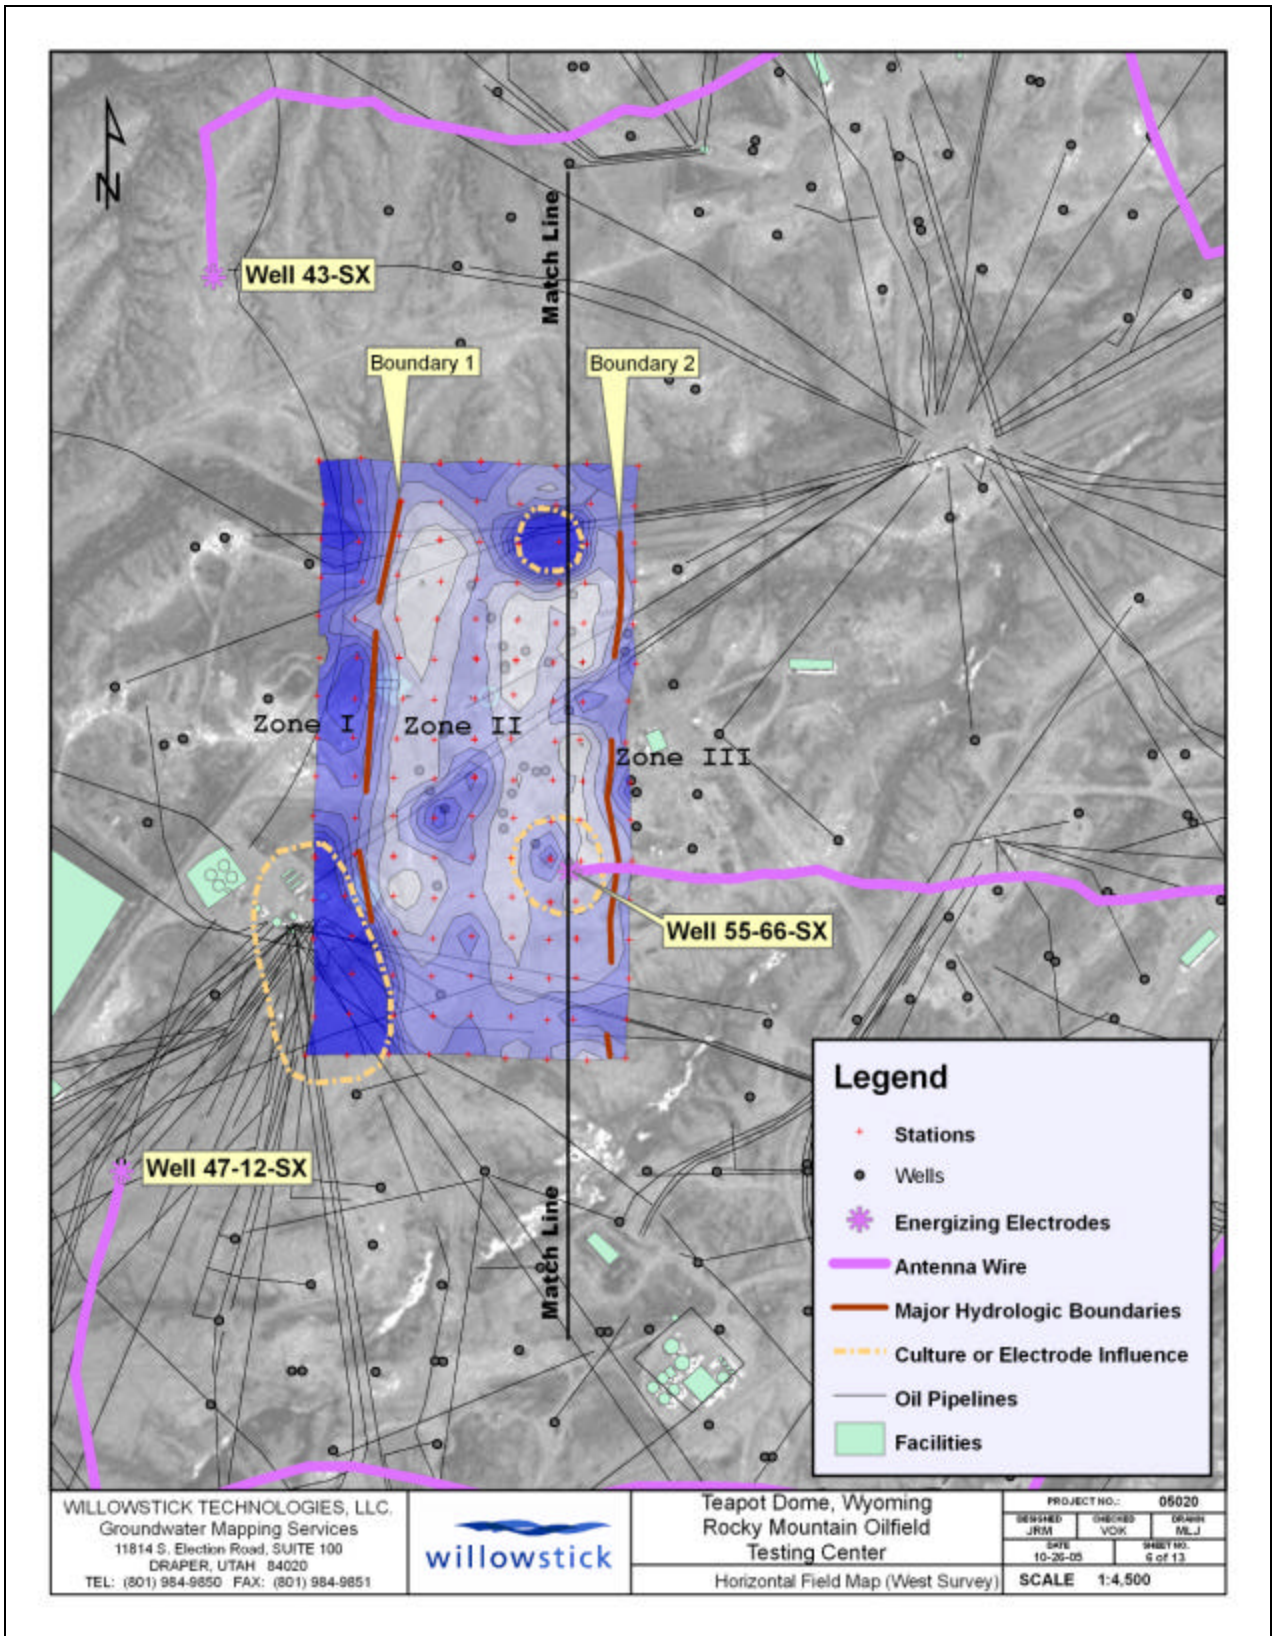 N
Match Line
Well 43-SX
Boundary 1
Boundary 2
Zone I
Zone II
Zone III
Well 55-66-SX
Well 47-12-SX
Match Line
Legend
Stations
Wells
Energizing Electrodes
Antenna Wire
Major Hydrologic Boundaries
Culture or Electrode Influence
Oil Pipelines
Facilities
WILLOWSTICK TECHNOLOGIES, LLC.
Groundwater Mapping Services
11814 S. Election Road, SUITE 100
DRAPER, UTAH 84020
TEL: (801) 984-9850 FAX: (801) 984-9851
willowstick
Teapot Dome, Wyoming
Rocky Mountain Oilfield
Testing Center
Horizontal Field Map (West Survey)
PROJECT NO.: 05020
DESIGNED CHECKED DRAWN
JRM VOK MLJ
DATE SHEET NO.
10-26-05 6 of 13
SCALE 1:4,500